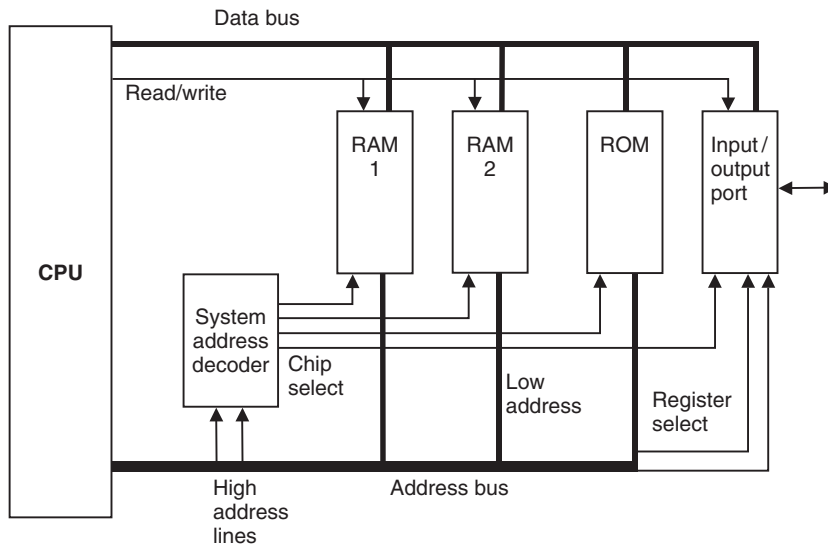 Data bus
Read/write
RAM
1
RAM
2
ROM
Input/
output
port
CPU
System
address
decoder
Chip
select
Low
address
Register
select
Address bus
High
address
lines